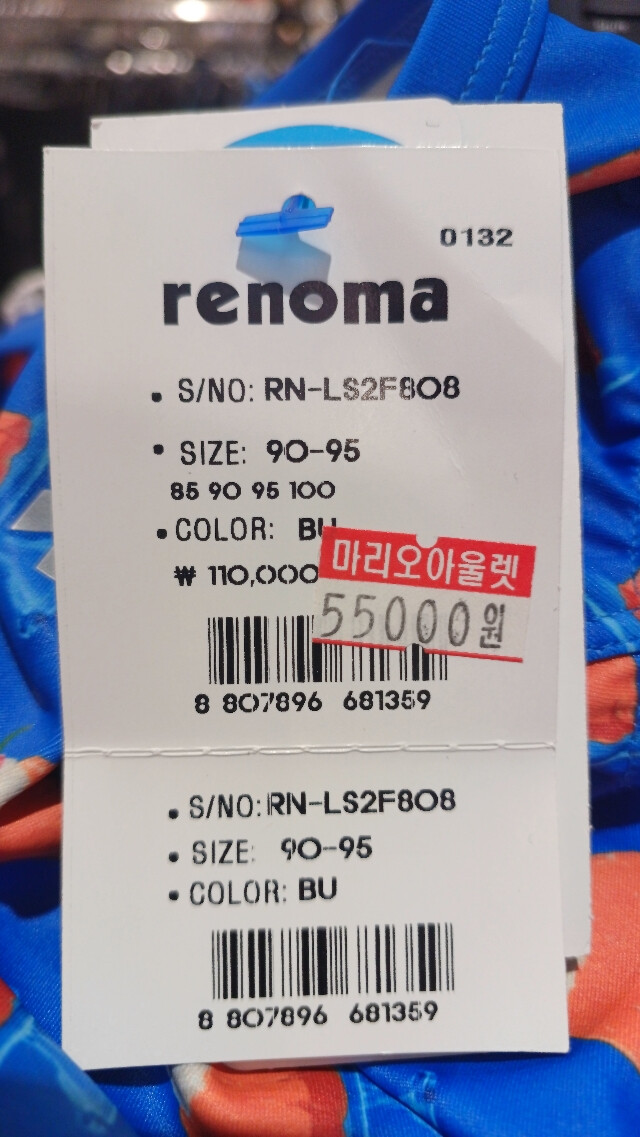 0132
renoma
• S/NO: RN-LS2F808
• SIZE: 90-95
85 90 95 100
• COLOR: BU
₩ 110,000
마리오아울렛
55000원
8 807896 681359
• S/NO: RN-LS2F808
• SIZE: 90-95
• COLOR: BU
8 807896 681359